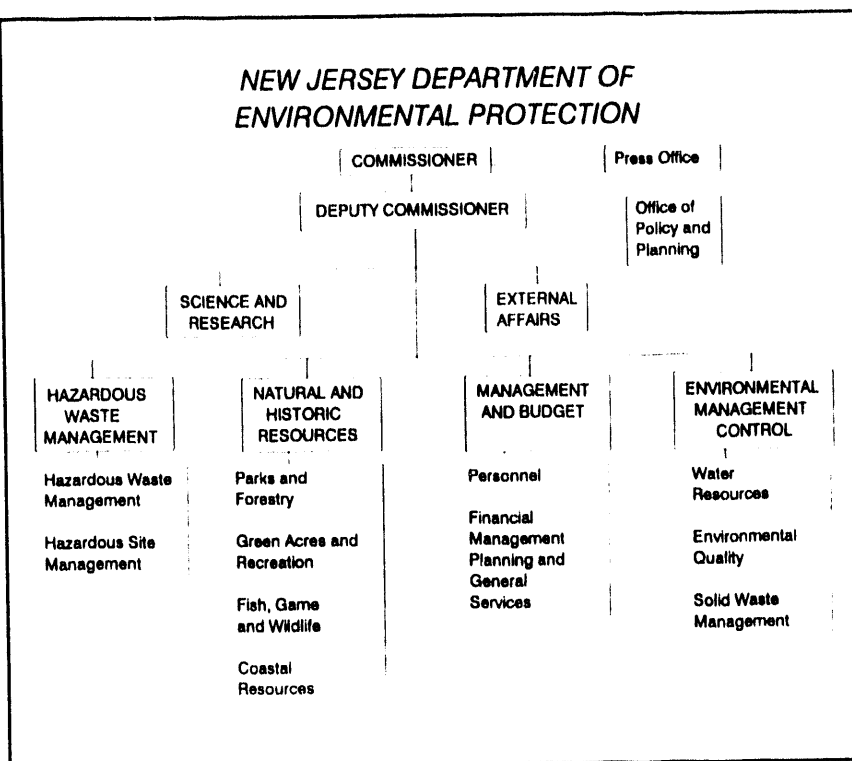 NEW JERSEY DEPARTMENT OF
ENVIRONMENTAL PROTECTION
COMMISSIONER
Press Office
DEPUTY COMMISSIONER
Office of
Policy and
Planning
SCIENCE AND
RESEARCH
EXTERNAL
AFFAIRS
HAZARDOUS
WASTE
MANAGEMENT
Hazardous Waste
Management
Hazardous Site
Management
NATURAL AND
HISTORIC
RESOURCES
Parks and
Forestry
Green Acres and
Recreation
Fish, Game
and Wildlife
Coastal
Resources
MANAGEMENT
AND BUDGET
Personnel
Financial
Management
Planning and
General
Services
ENVIRONMENTAL
MANAGEMENT
CONTROL
Water
Resources
Environmental
Quality
Solid Waste
Management